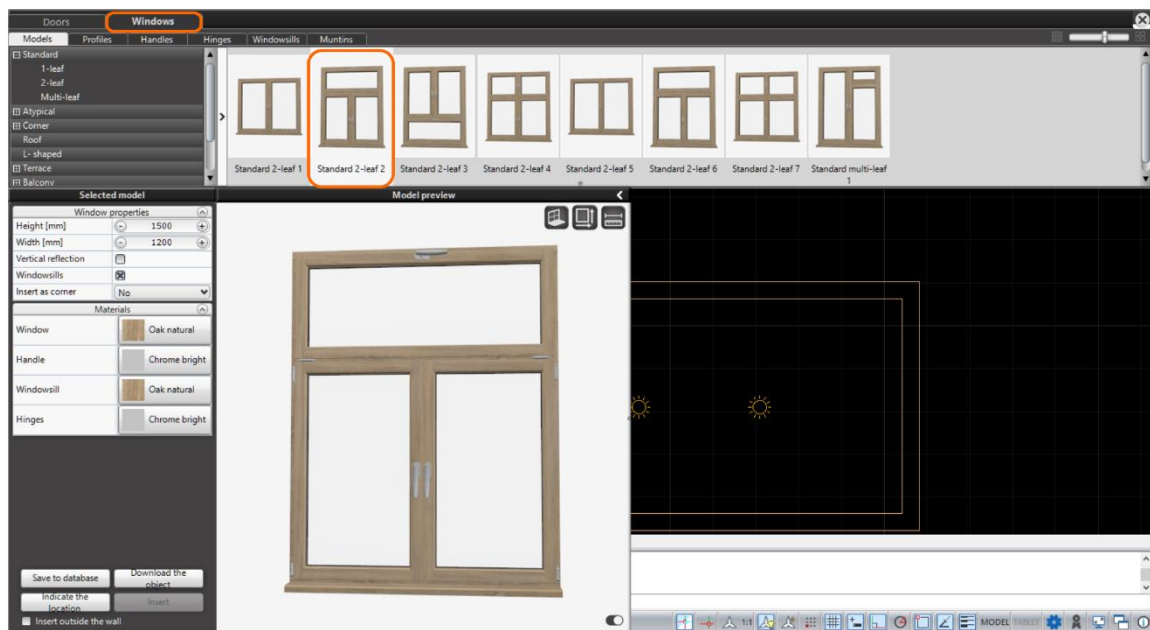 Doors Windows
Models Profiles Handles Hinges Windowsills Muntins
Standard
1-leaf
2-leaf
Multi-leaf
Atypical
Corner
Roof
L- shaped
Terrace
Balcony
Standard 2-leaf 1 Standard 2-leaf 2 Standard 2-leaf 3 Standard 2-leaf 4 Standard 2-leaf 5 Standard 2-leaf 6 Standard 2-leaf 7 Standard multi-leaf
1
Selected model Model preview
Window properties
Height [mm] 1500
Width [mm] 1200
Vertical reflection
Windowsills
Insert as corner No
Materials
Window Oak natural
Handle Chrome bright
Windowsill Oak natural
Hinges Chrome bright
Save to database Download the
object
Indicate the
location Insert
Insert outside the wall
1:1 MODEL TABLET